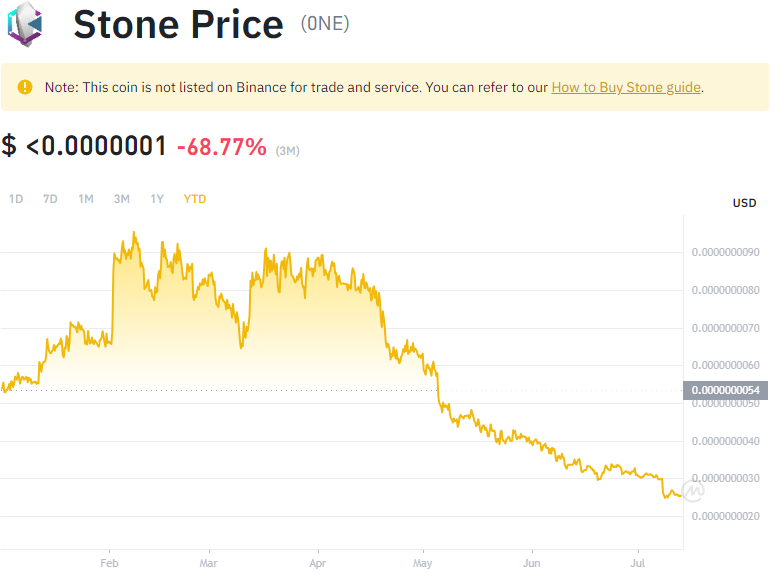 Stone Price (0NE)
Note: This coin is not listed on Binance for trade and service. You can refer to our How to Buy Stone guide.
$ <0.0000001 -68.77% (3M)
1D 7D 1M 3M 1Y YTD
USD
0.0000000090
0.0000000080
0.0000000070
0.0000000060
0.0000000054
0.0000000050
0.0000000040
0.0000000030
0.0000000020
Feb Mar Apr May Jun Jul